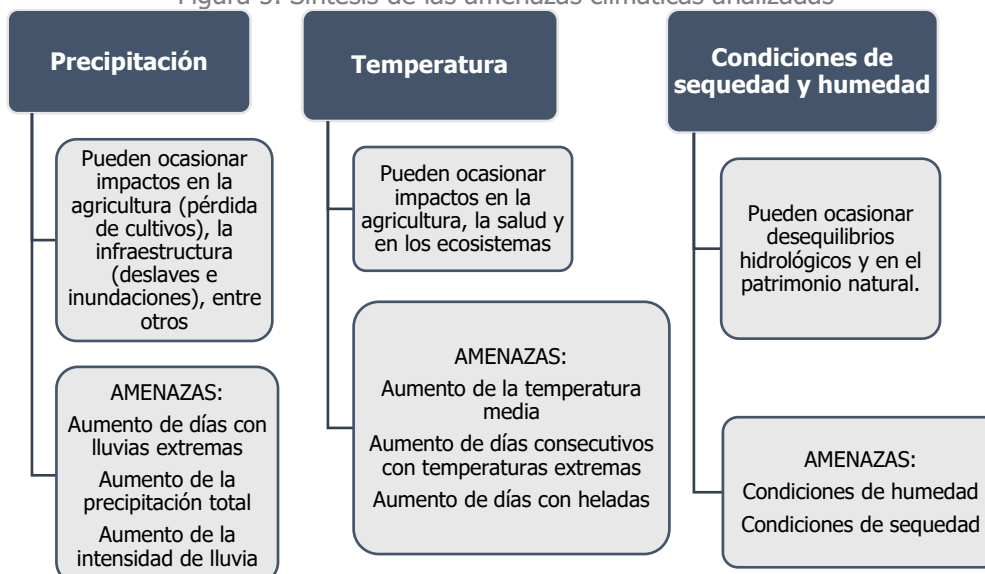 Figura 5. Síntesis de las amenazas climáticas analizadas
Precipitación
Pueden ocasionar
impactos en la
agricultura (pérdida
de cultivos), la
infraestructura
(deslaves e
inundaciones), entre
otros
AMENAZAS:
Aumento de días con
lluvias extremas
Aumento de la
precipitación total
Aumento de la
intensidad de lluvia
Temperatura
Pueden ocasionar
impactos en la
agricultura, la salud y
en los ecosistemas
AMENAZAS:
Aumento de la temperatura
media
Aumento de días consecutivos
con temperaturas extremas
Aumento de días con heladas
Condiciones de
sequedad y humedad
Pueden ocasionar
desequilibrios
hidrológicos y en el
patrimonio natural.
AMENAZAS:
Condiciones de humedad
Condiciones de sequedad